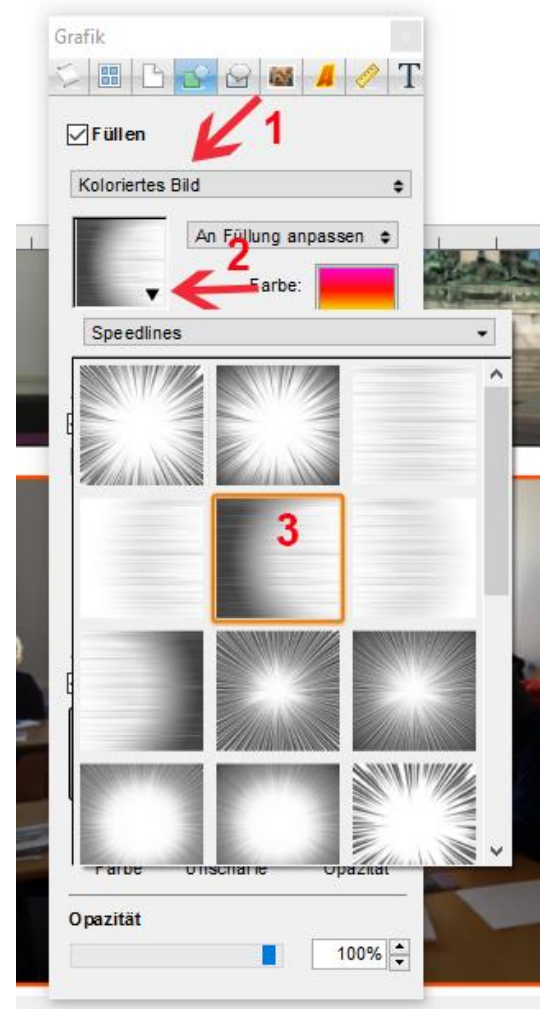 Grafik
A T
1
Füllen
Koloriertes Bild
An Füllung anpassen
2
Farbe:
Speedlines
3
Farbe Unschärfe Opazität
Opazität
100%